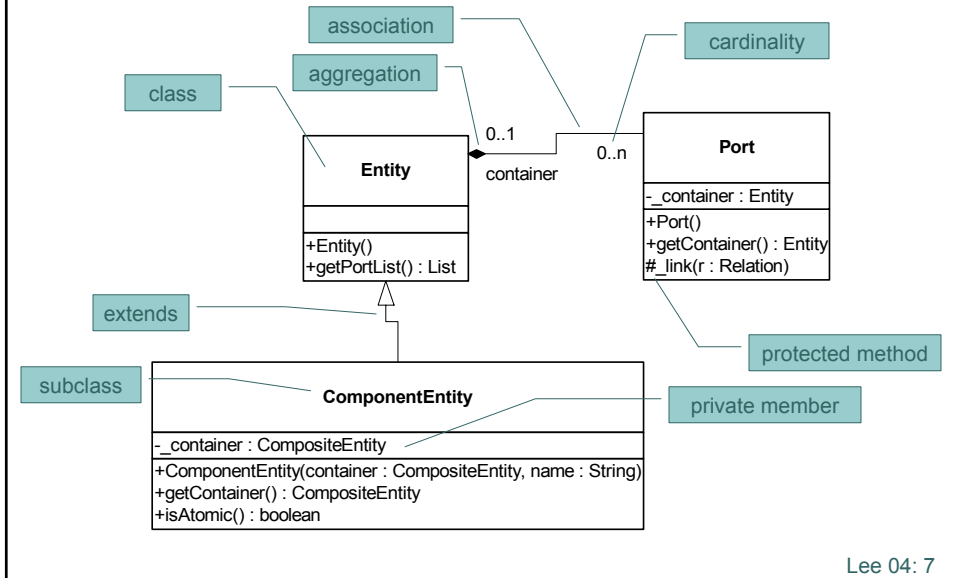 association
cardinality
aggregation
class
0..1
0..n
container
Entity
+Entity()
+getPortList() : List
Port
-_container : Entity
+Port()
+getContainer() : Entity
#_link(r : Relation)
extends
protected method
subclass
private member
ComponentEntity
-_container : CompositeEntity
+ComponentEntity(container : CompositeEntity, name : String)
+getContainer() : CompositeEntity
+isAtomic() : boolean
Lee 04: 7